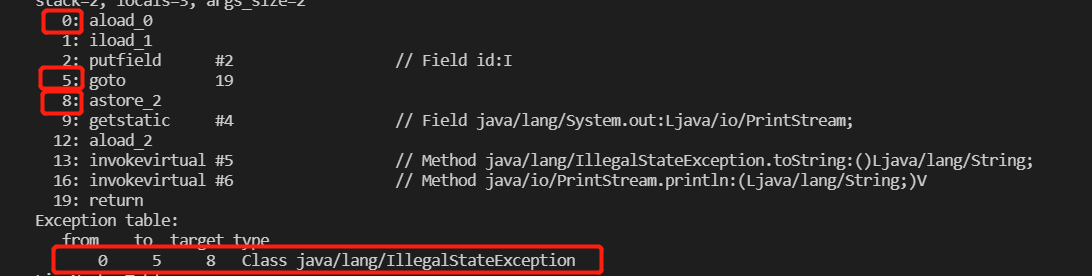 stack=2, locals=3, args_size=2
0: aload_0
1: iload_1
2: putfield #2 // Field id:I
5: goto 19
8: astore_2
9: getstatic #4 // Field java/lang/System.out:Ljava/io/PrintStream;
12: aload_2
13: invokevirtual #5 // Method java/lang/IllegalStateException.toString:()Ljava/lang/String;
16: invokevirtual #6 // Method java/io/PrintStream.println:(Ljava/lang/String;)V
19: return
Exception table:
from to target type
0 5 8 Class java/lang/IllegalStateException